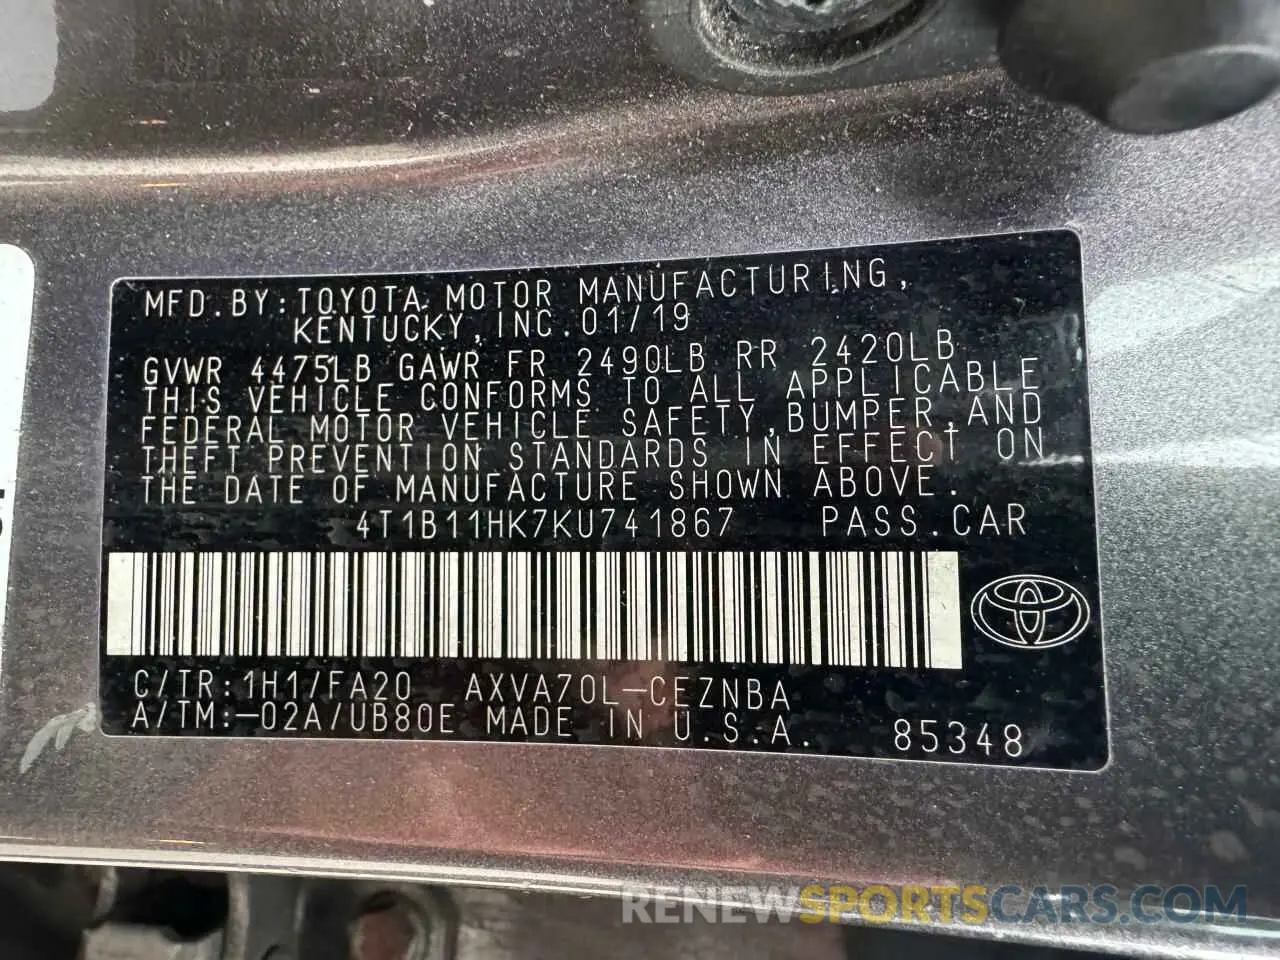 MFD.BY:TOYOTA MOTOR MANUFACTURING,
KENTUCKY,INC.01/19
GVWR 4475LB GAWR FR 2490LB RR 2420LB
THIS VEHICLE CONFORMS TO ALL APPLICABLE
FEDERAL MOTOR VEHICLE SAFETY,BUMPER,AND
THEFT PREVENTION STANDARDS IN EFFECT ON
THE DATE OF MANUFACTURE SHOWN ABOVE.
4T1B11HK7KU741867 PASS.CAR
C/TR:1H1/FA20 AXVA70L-CEZNBA
A/TM:-02A/UB80E MADE IN U.S.A. 85348
RENEWSPORTSCARS.COM